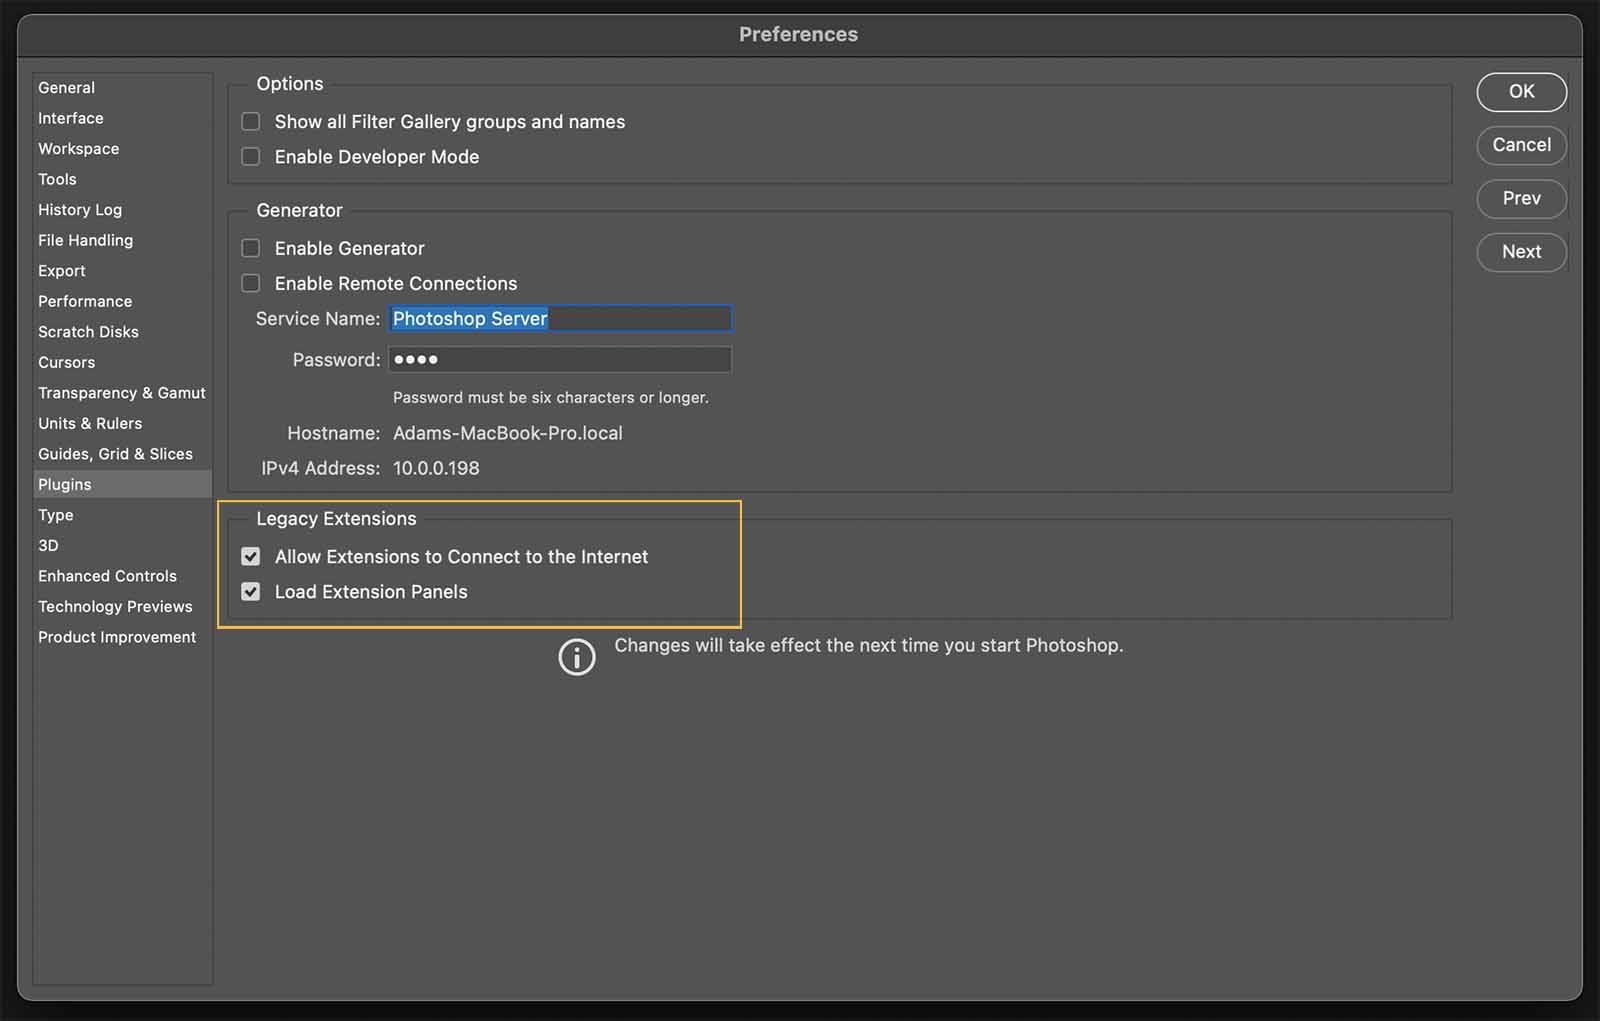 Preferences
General
Interface
Workspace
Tools
History Log
File Handling
Export
Performance
Scratch Disks
Cursors
Transparency & Gamut
Units & Rulers
Guides, Grid & Slices
Plugins
Type
3D
Enhanced Controls
Technology Previews
Product Improvement
Options
Show all Filter Gallery groups and names
Enable Developer Mode
Generator
Enable Generator
Enable Remote Connections
Service Name: Photoshop Server
Password: ●●●●
Password must be six characters or longer.
Hostname: Adams-MacBook-Pro.local
IPv4 Address: 10.0.0.198
Legacy Extensions
Allow Extensions to Connect to the Internet
Load Extension Panels
Changes will take effect the next time you start Photoshop.
OK
Cancel
Prev
Next